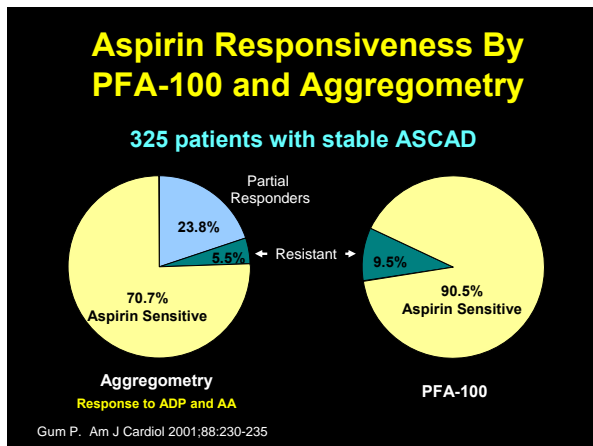 Aspirin Responsiveness By
PFA-100 and Aggregometry
325 patients with stable ASCAD
Partial
Responders
23.8%
5.5%
Resistant
9.5%
70.7%
Aspirin Sensitive
90.5%
Aspirin Sensitive
Aggregometry
Response to ADP and AA
PFA-100
Gum P. Am J Cardiol 2001;88:230-235